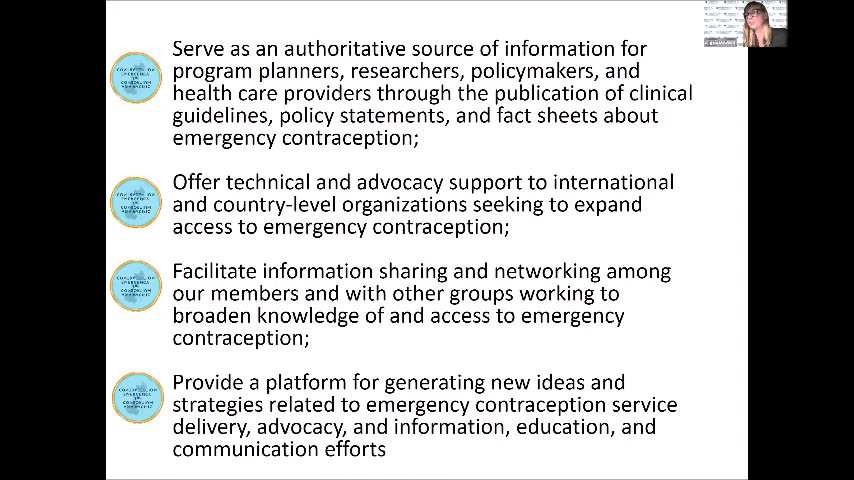 Serve as an authoritative source of information for
program planners, researchers, policymakers, and
health care providers through the publication of clinical
guidelines, policy statements, and fact sheets about
emergency contraception;
Offer technical and advocacy support to international
and country-level organizations seeking to expand
access to emergency contraception;
Facilitate information sharing and networking among
our members and with other groups working to
broaden knowledge of and access to emergency
contraception;
Provide a platform for generating new ideas and
strategies related to emergency contraception service
delivery, advocacy, and information, education, and
communication efforts